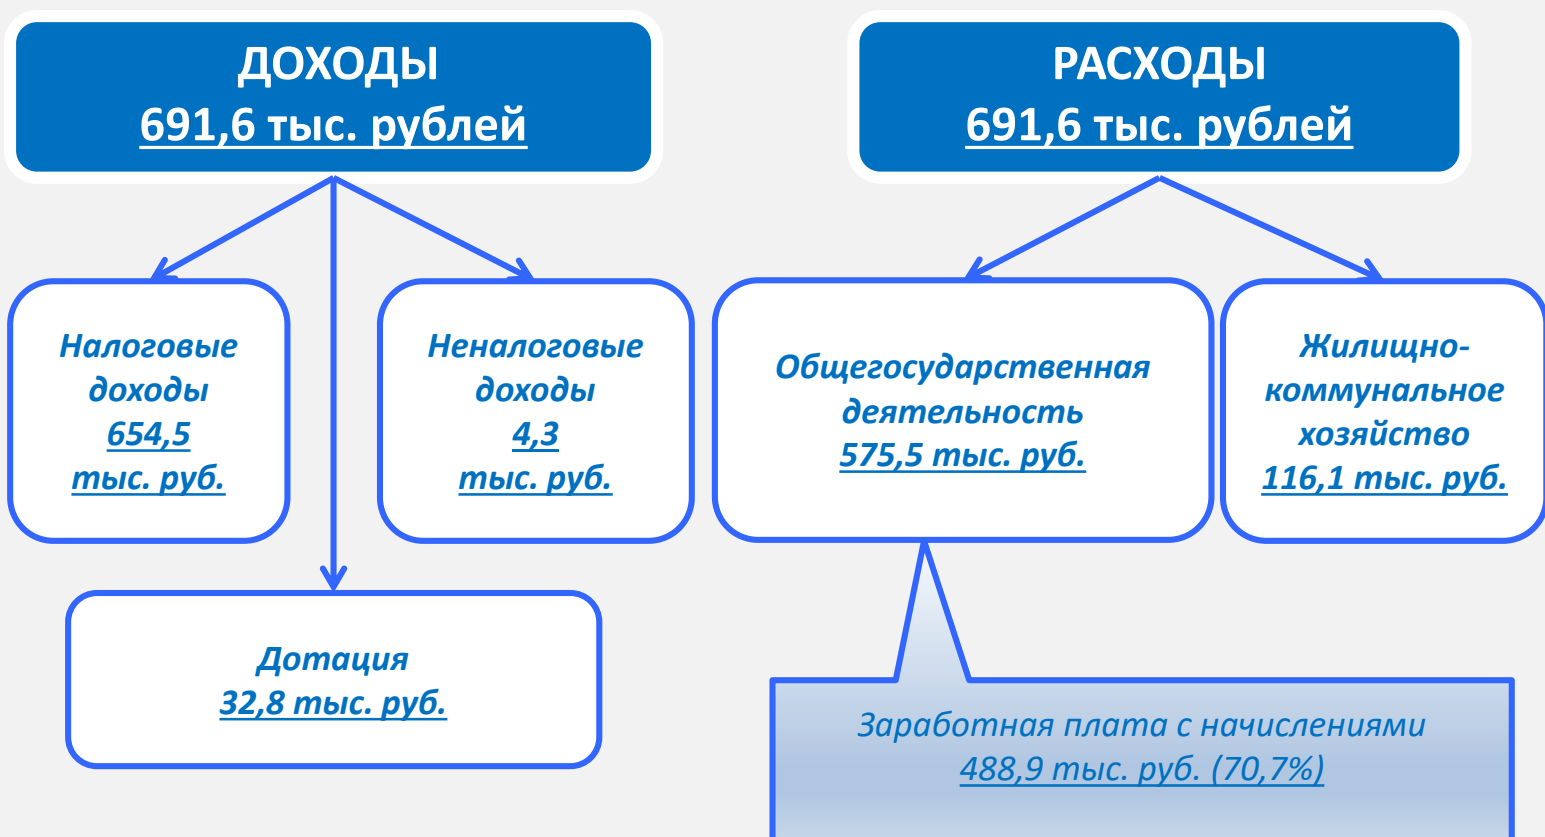 ДОХОДЫ
691,6 тыс. рублей
РАСХОДЫ
691,6 тыс. рублей
Налоговые
доходы
654,5
тыс. руб.
Неналоговые
доходы
4,3
тыс. руб.
Общегосударственная
деятельность
575,5 тыс. руб.
Жилищно-
коммунальное
хозяйство
116,1 тыс. руб.
Дотация
32,8 тыс. руб.
Заработная плата с начислениями
488,9 тыс. руб. (70,7%)